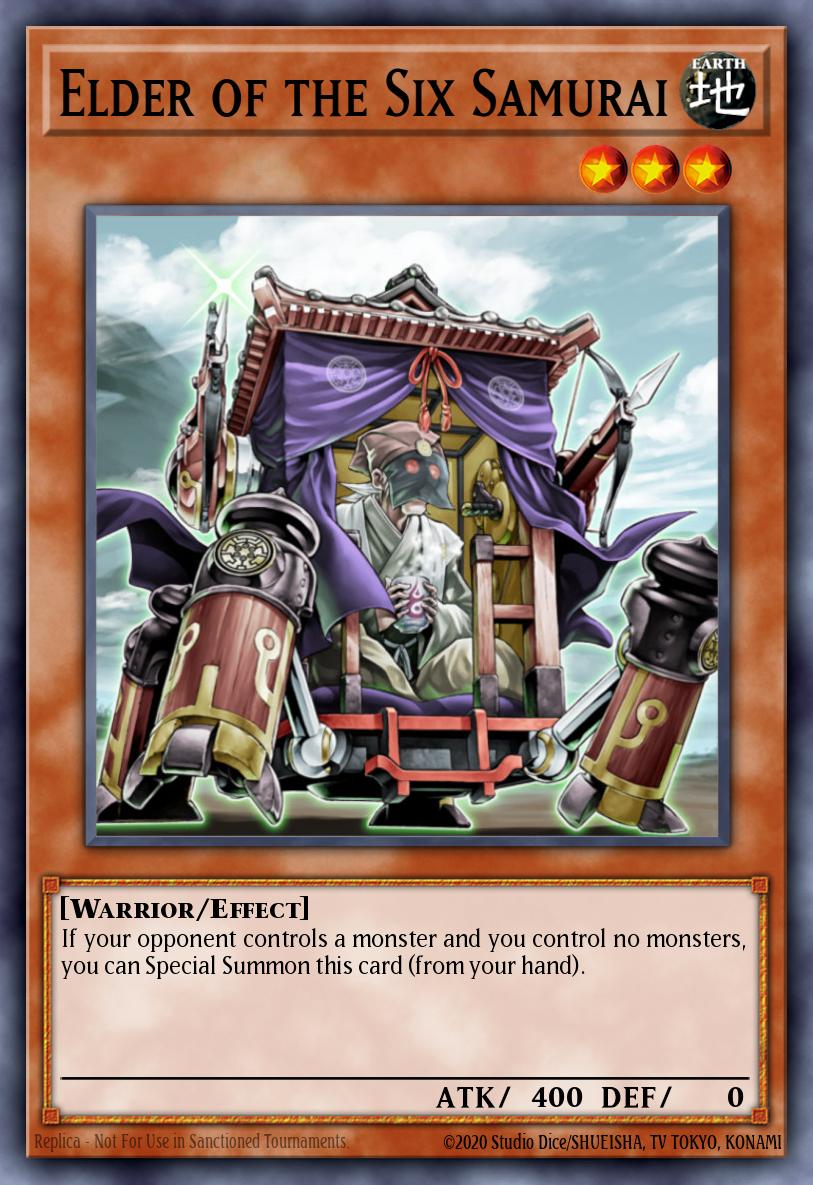 Elder of the Six Samurai
EARTH
地
[Warrior/Effect]
If your opponent controls a monster and you control no monsters,
you can Special Summon this card (from your hand).
ATK/ 400 DEF/ 0
Replica - Not For Use in Sanctioned Tournaments.
©2020 Studio Dice/SHUEISHA, TV TOKYO, KONAMI